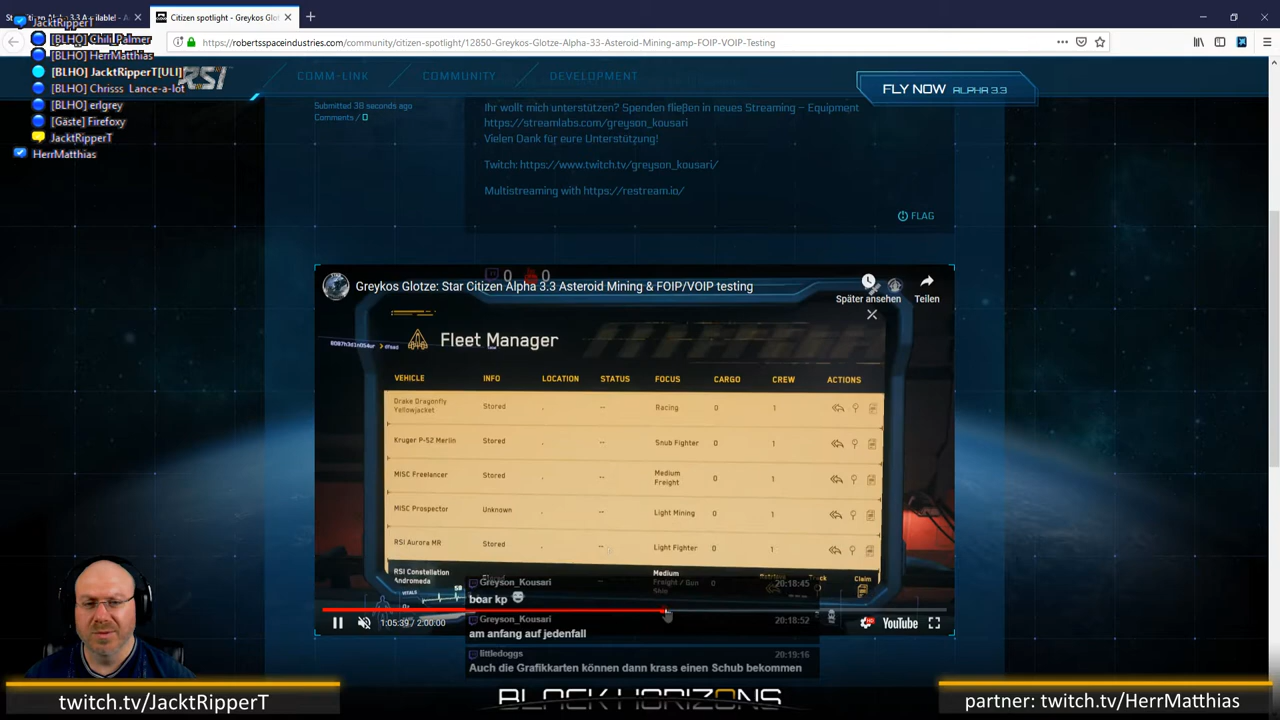 JacktRipperT
[BLHO] Chili_Palmer
[BLHO] HerrMatthias
[BLHO] JacktRipperT[ULI]
[BLHO] Chrisss_Lance-a-lot
[BLHO] erlgrey
[Gäste] Firefoxy
JacktRipperT
HerrMatthias
Citizen spotlight - Greykos Glot
https://robertsspaceindustries.com/community/citizen-spotlight/12850-Greykos-Glotze-Alpha-33-Asteroid-Mining-amp-FOIP-VOIP-Testing
RSI
COMM-LINK
COMMUNITY
DEVELOPMENT
FLY NOW ALPHA 3.3
Submitted 38 seconds ago
Comments / 0
Ihr wollt mich unterstützen? Spenden fließen in neues Streaming – Equipment
https://streamlabs.com/greyson_kousari
Vielen Dank für eure Unterstützung!
Twitch: https://www.twitch.tv/greyson_kousari/
Multistreaming with https://restream.io/
FLAG
0 0
Greykos Glotze: Star Citizen Alpha 3.3 Asteroid Mining & FOIP/VOIP testing
Später ansehen
Teilen
Fleet Manager
VEHICLE INFO LOCATION STATUS FOCUS CARGO CREW ACTIONS
Drake Dragonfly Yellowjacket Stored . -- Racing 0 1
Kruger P-52 Merlin Stored . -- Snub Fighter 0 1
MISC Freelancer Stored . -- Medium Freight 0 1
MISC Prospector Unknown . -- Light Mining 0 1
RSI Aurora MR Stored . -- Light Fighter 1
RSI Constellation Andromeda Medium Freight / Gun Ship 0 Claim
VITALS
Greyson_Kousari 20:18:45
boar kp
Greyson_Kousari 20:18:52
am anfang auf jedenfall
littledoggs 20:19:16
Auch die Grafikkarten können dann krass einen Schub bekommen
1:05:39 / 2:00:00
YouTube
BLACK HORIZONS
twitch.tv/JacktRipperT
partner: twitch.tv/HerrMatthias